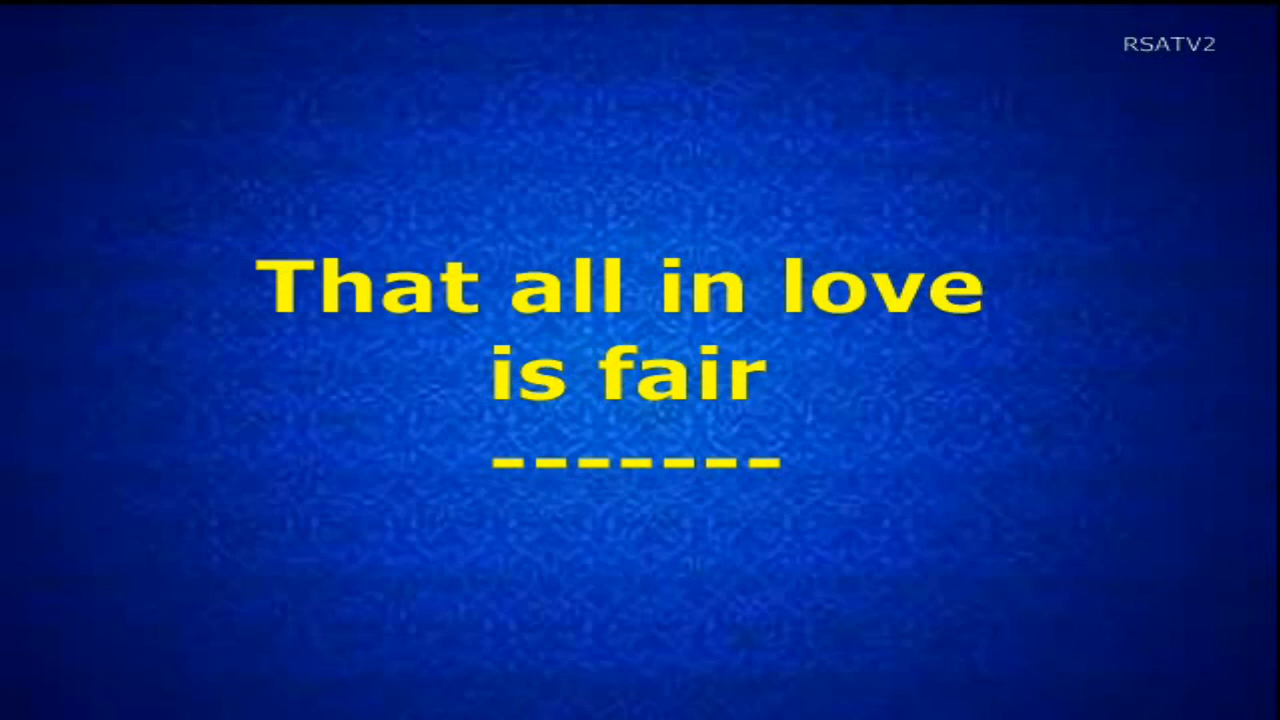 RSATV2
That all in love
is fair
-------